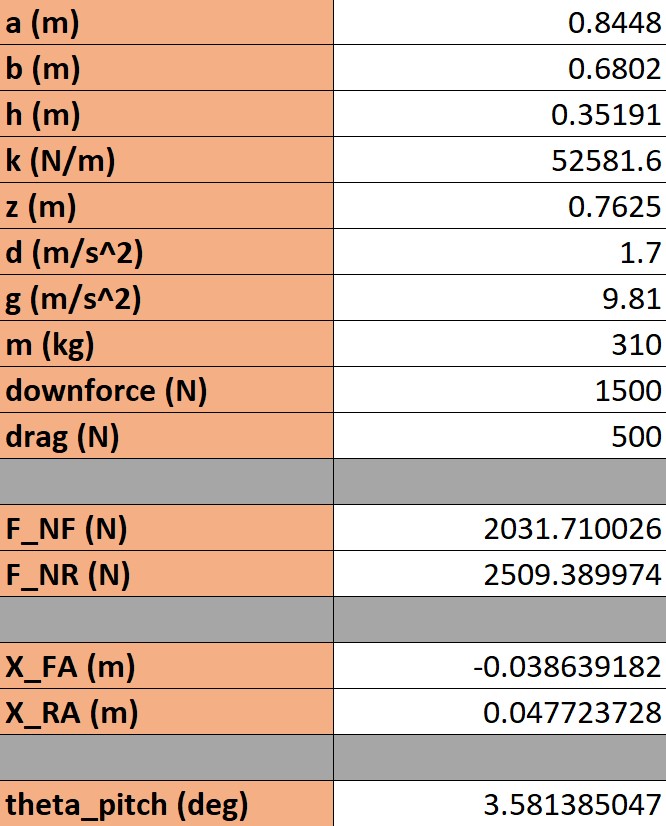 a (m) 0.8448
b (m) 0.6802
h (m) 0.35191
k (N/m) 52581.6
z (m) 0.7625
d (m/s^2) 1.7
g (m/s^2) 9.81
m (kg) 310
downforce (N) 1500
drag (N) 500
F_NF (N) 2031.710026
F_NR (N) 2509.389974
X_FA (m) -0.038639182
X_RA (m) 0.047723728
theta_pitch (deg) 3.581385047